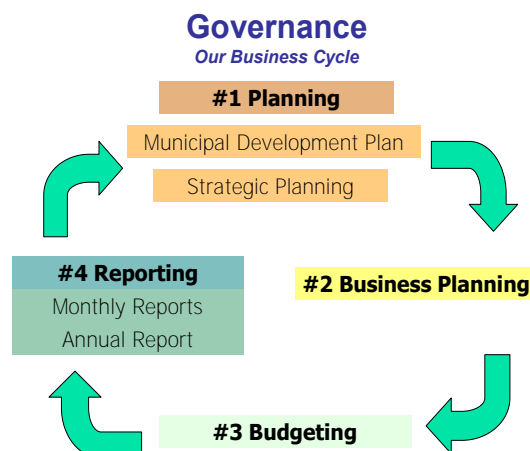 Governance
Our Business Cycle
#1 Planning
Municipal Development Plan
Strategic Planning
#2 Business Planning
#3 Budgeting
#4 Reporting
Monthly Reports
Annual Report